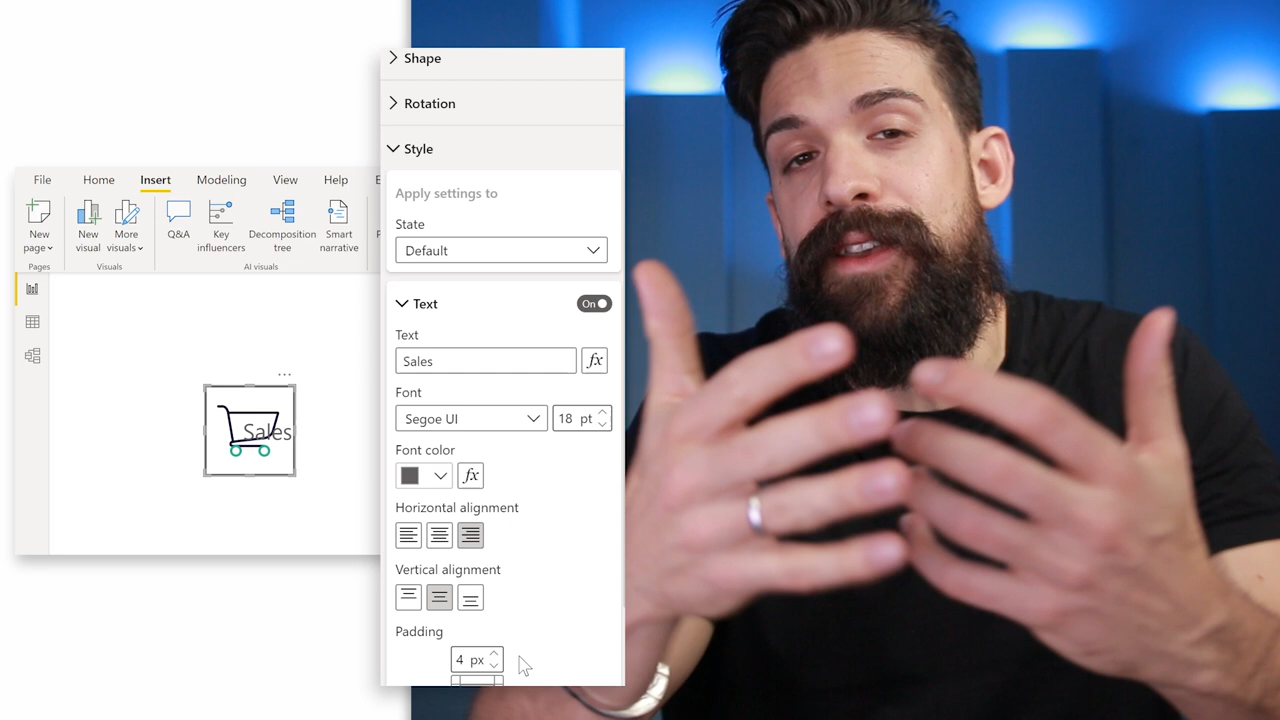 File Home Insert Modeling View Help
New page
New visual
More visuals
Q&A
Key influencers
Decomposition tree
Smart narrative
Pages
Visuals
AI visuals
...
Sales
Shape
Rotation
Style
Apply settings to
State
Default
Text On
Text
Sales fx
Font
Segoe UI 18 pt
Font color
fx
Horizontal alignment
Vertical alignment
Padding
4 px